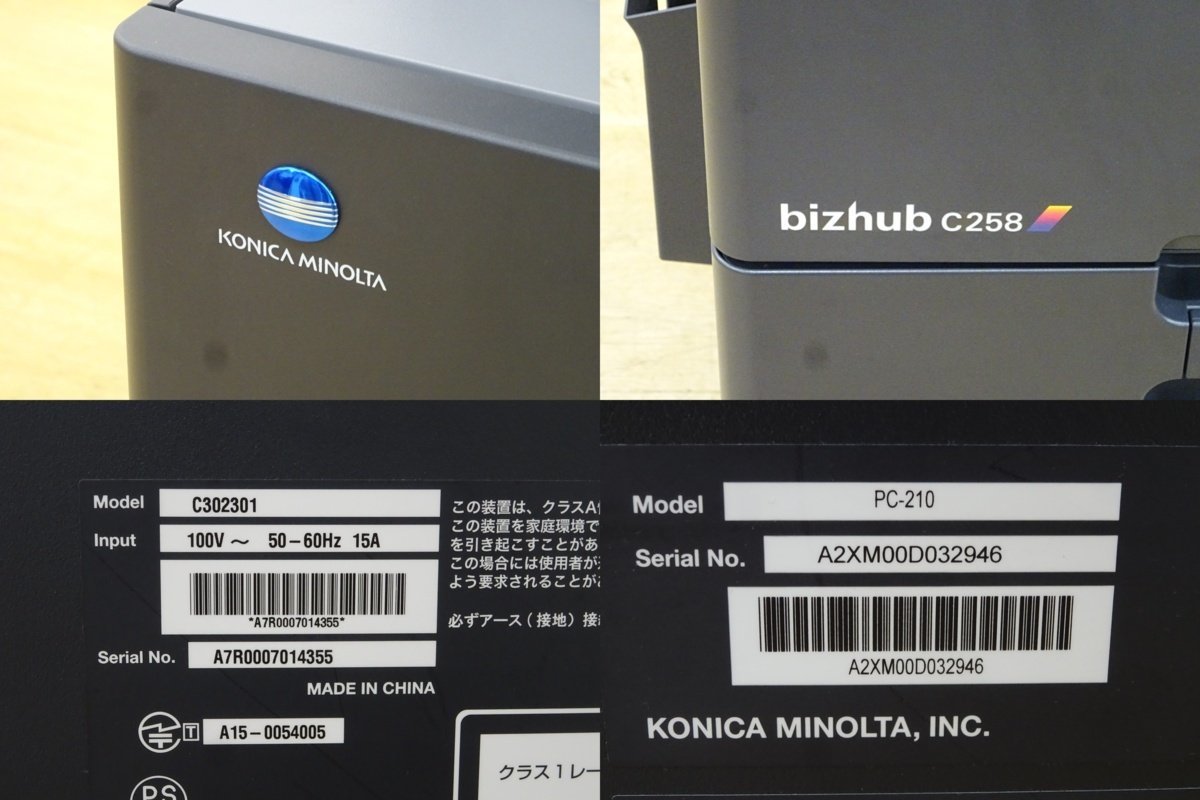 KONICA MINOLTA
bizhub C258
Model C302301
Input 100V～ 50－60Hz 15A
*A7R0007014355*
Serial No. A7R0007014355
MADE IN CHINA
T A15－0054005
PS
この装置は、クラスA
この装置を家庭環境で
を引き起こすことがあ
この場合には使用者が
よう要求されることが
必ずアース（接地）接
クラス1レー
Model PC-210
Serial No. A2XM00D032946
A2XM00D032946
KONICA MINOLTA, INC.